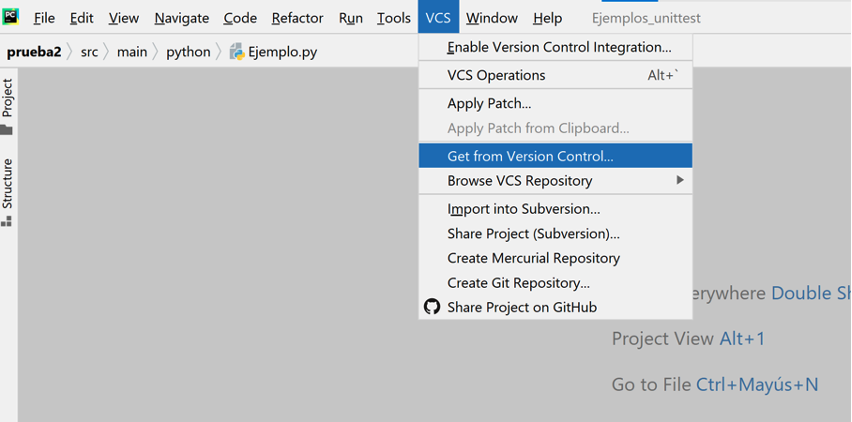 PC File Edit View Navigate Code Refactor Run Tools VCS Window Help Ejemplos_unittest
prueba2 src main python Ejemplo.py
Project
Structure
Enable Version Control Integration...
VCS Operations Alt+`
Apply Patch...
Apply Patch from Clipboard...
Get from Version Control...
Browse VCS Repository
Import into Subversion...
Share Project (Subversion)...
Create Mercurial Repository
Create Git Repository...
Share Project on GitHub
erywhere Double Sh
Project View Alt+1
Go to File Ctrl+Mayús+N